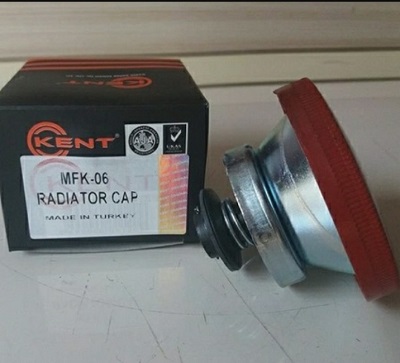 KENT
MFK-06
RADIATOR CAP
MADE IN TURKEY